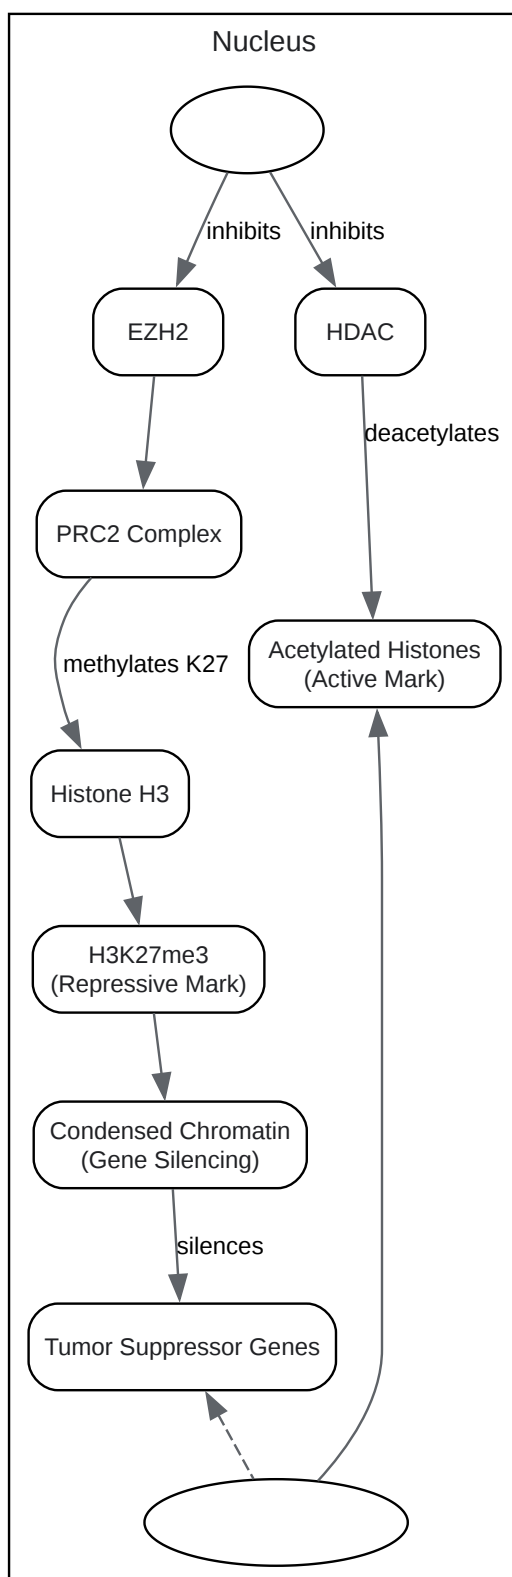 Nucleus
inhibits
inhibits
EZH2
HDAC
deacetylates
PRC2 Complex
methylates K27
Acetylated Histones
(Active Mark)
Histone H3
H3K27me3
(Repressive Mark)
Condensed Chromatin
(Gene Silencing)
silences
Tumor Suppressor Genes